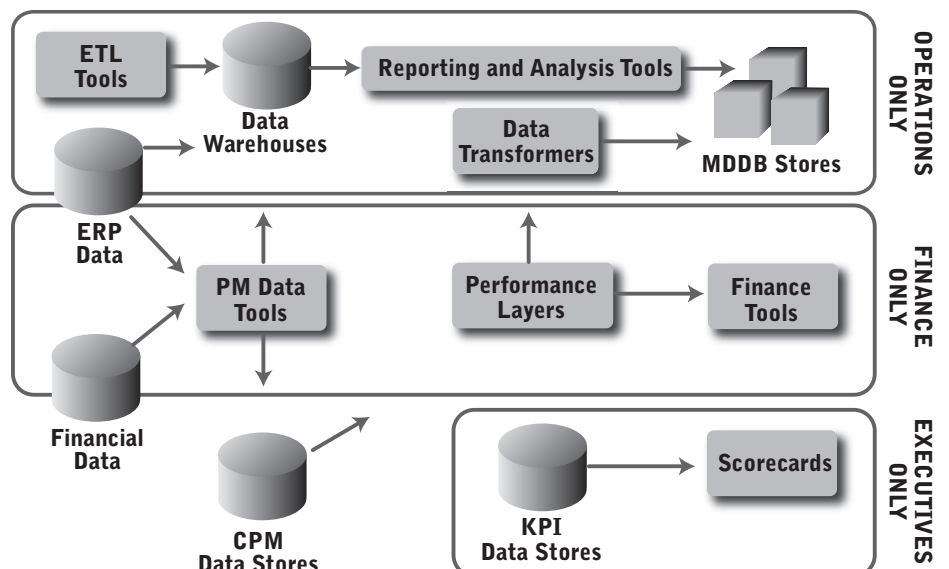 ETL
Tools
Data
Warehouses
Reporting and Analysis Tools
Data
Transformers
MDDB Stores
OPERATIONS
ONLY
ERP
Data
PM Data
Tools
Performance
Layers
Finance
Tools
FINANCE
ONLY
Financial
Data
CPM
Data Stores
KPI
Data Stores
Scorecards
EXECUTIVES
ONLY